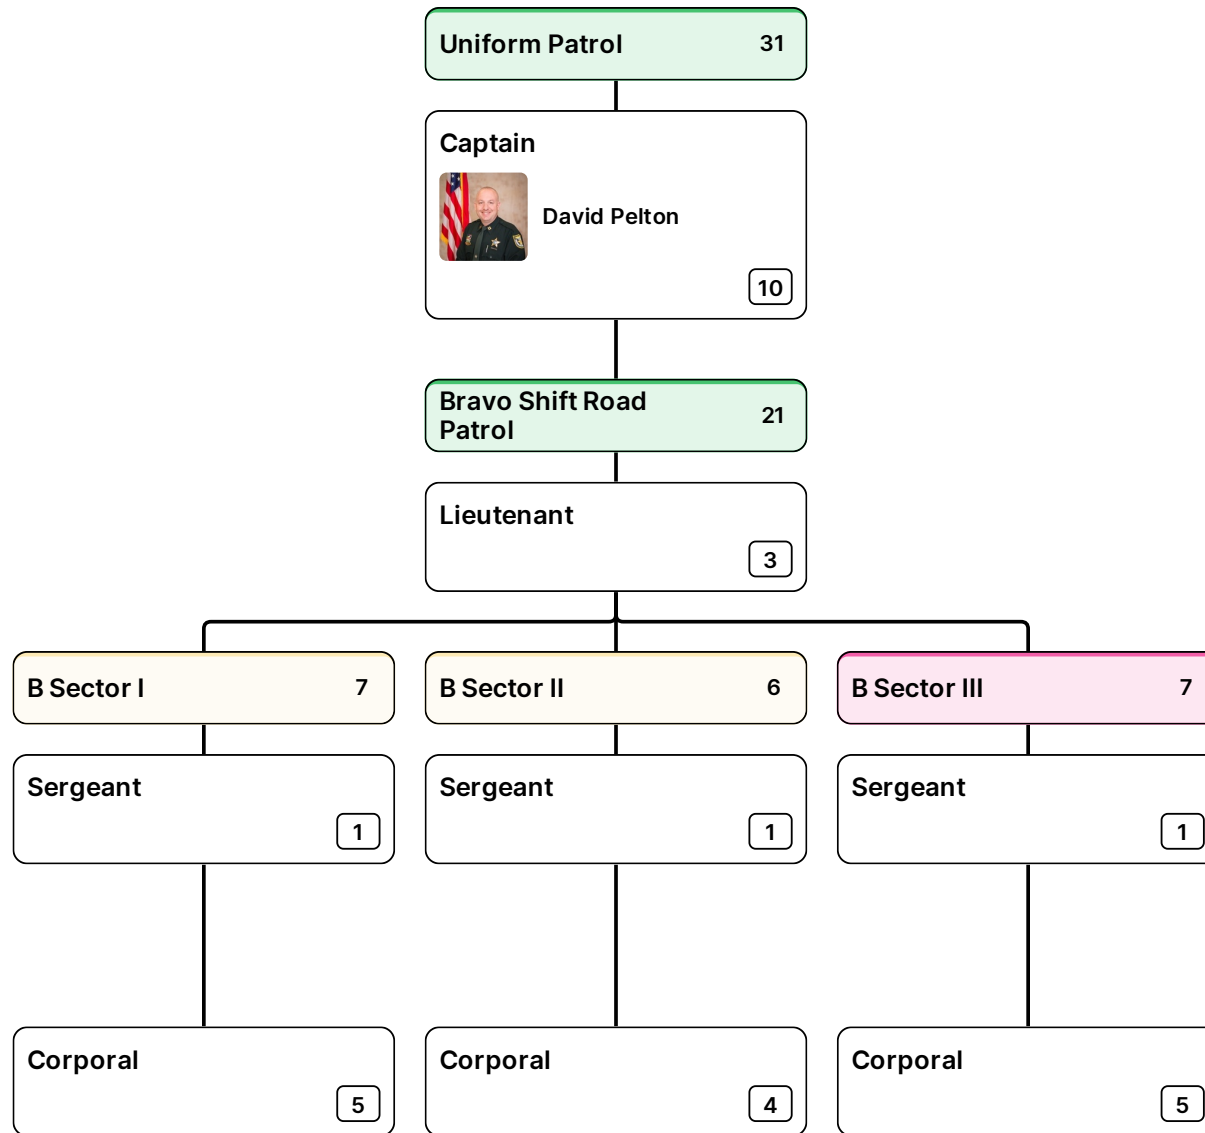 Uniform Patrol 31
Captain
David Pelton
10
Bravo Shift Road
Patrol
21
Lieutenant
3
B Sector I 7
B Sector II 6
B Sector III 7
Sergeant
1
Sergeant
1
Sergeant
1
Corporal
5
Corporal
4
Corporal
5